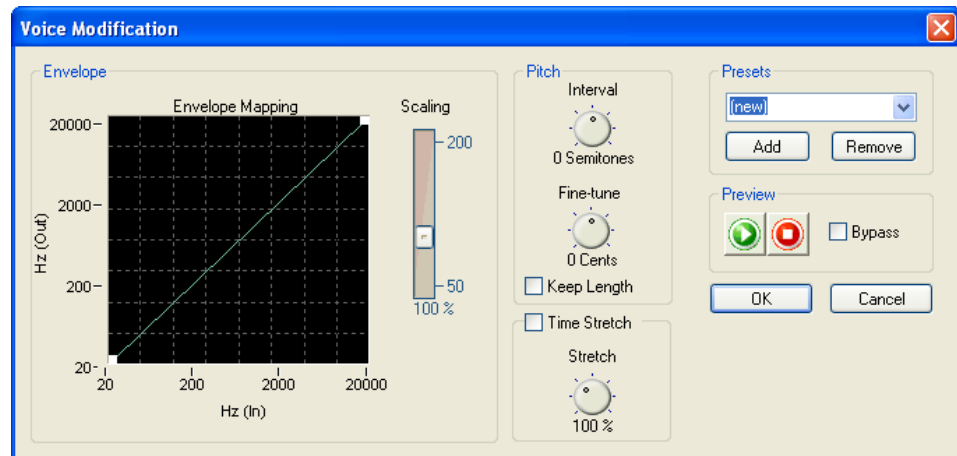 Voice Modification
Envelope
Envelope Mapping
Scaling
20000
2000
200
20
Hz (Out)
20
200
2000
20000
Hz (In)
200
50
100 %
Pitch
Interval
0 Semitones
Fine-tune
0 Cents
Keep Length
Time Stretch
Stretch
100 %
Presets
(new)
Add
Remove
Preview
Bypass
OK
Cancel